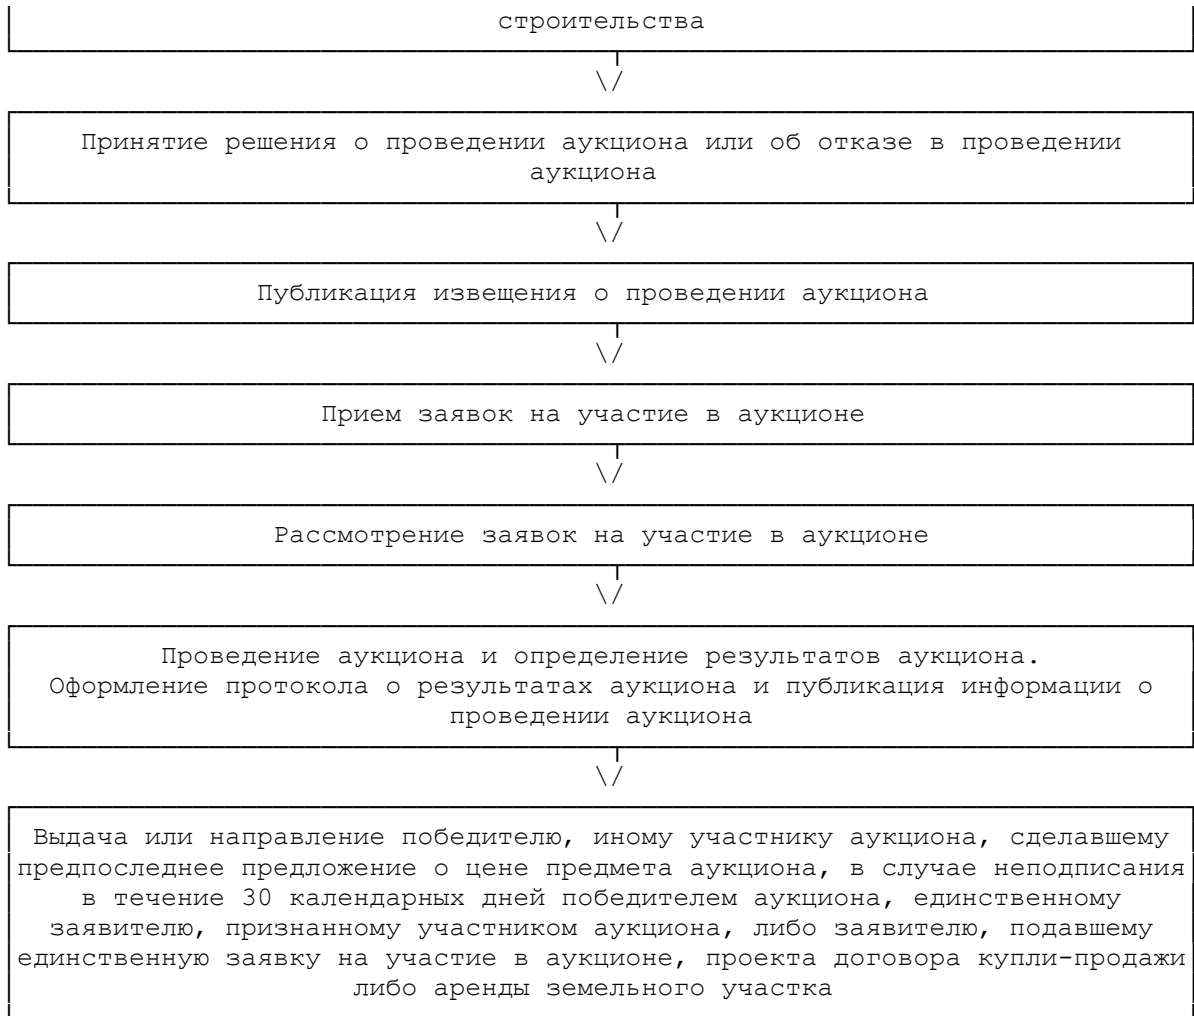 строительства
\/
Принятие решения о проведении аукциона или об отказе в проведении
аукциона
\/
Публикация извещения о проведении аукциона
\/
Прием заявок на участие в аукционе
\/
Рассмотрение заявок на участие в аукционе
\/
Проведение аукциона и определение результатов аукциона.
Оформление протокола о результатах аукциона и публикация информации о
проведении аукциона
\/
Выдача или направление победителю, иному участнику аукциона, сделавшему
предпоследнее предложение о цене предмета аукциона, в случае неподписания
в течение 30 календарных дней победителем аукциона, единственному
заявителю, признанному участником аукциона, либо заявителю, подавшему
единственную заявку на участие в аукционе, проекта договора купли-продажи
либо аренды земельного участка